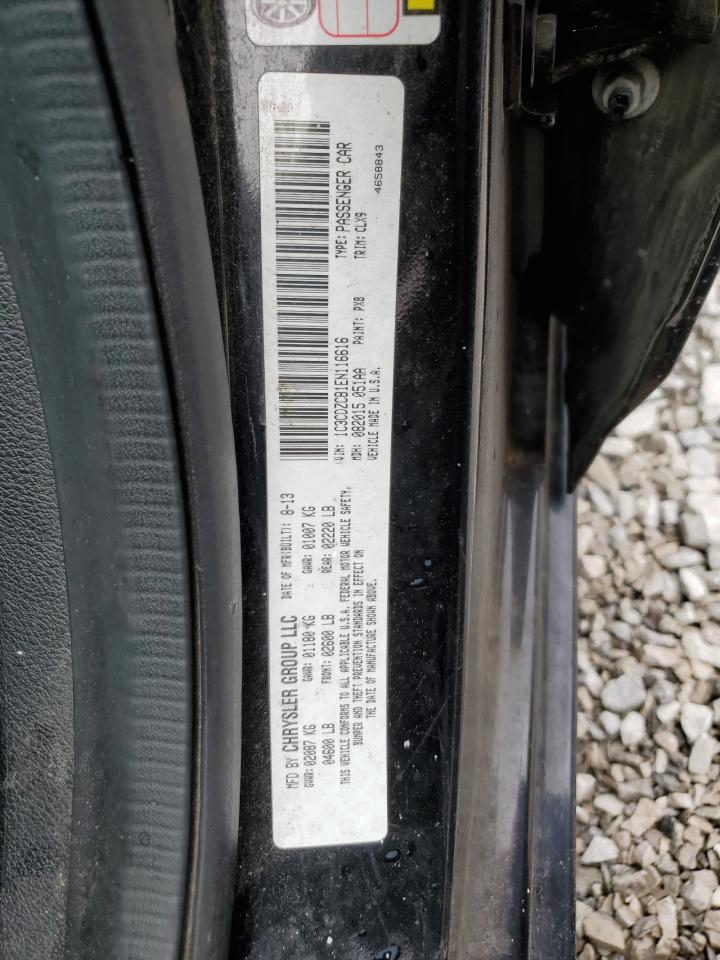 MFD BY CHRYSLER GROUP LLC DATE OF MFR(BUILT): 8-13
GVWR: 02087 KG GAWR: 01180 KG GAWR: 01007 KG
04600 LB FRONT: 02600 LB REAR: 02220 LB
THIS VEHICLE CONFORMS TO ALL APPLICABLE U.S.A. FEDERAL MOTOR VEHICLE SAFETY,
BUMPER AND THEFT PREVENTION STANDARDS IN EFFECT ON
THE DATE OF MANUFACTURE SHOWN ABOVE.
VIN: 1C3CDZCB1EN116616 TYPE: PASSENGER CAR
MDH: 082015 051AA PAINT: PX8 TRIM: CLX9
VEHICLE MADE IN U.S.A. 4658843